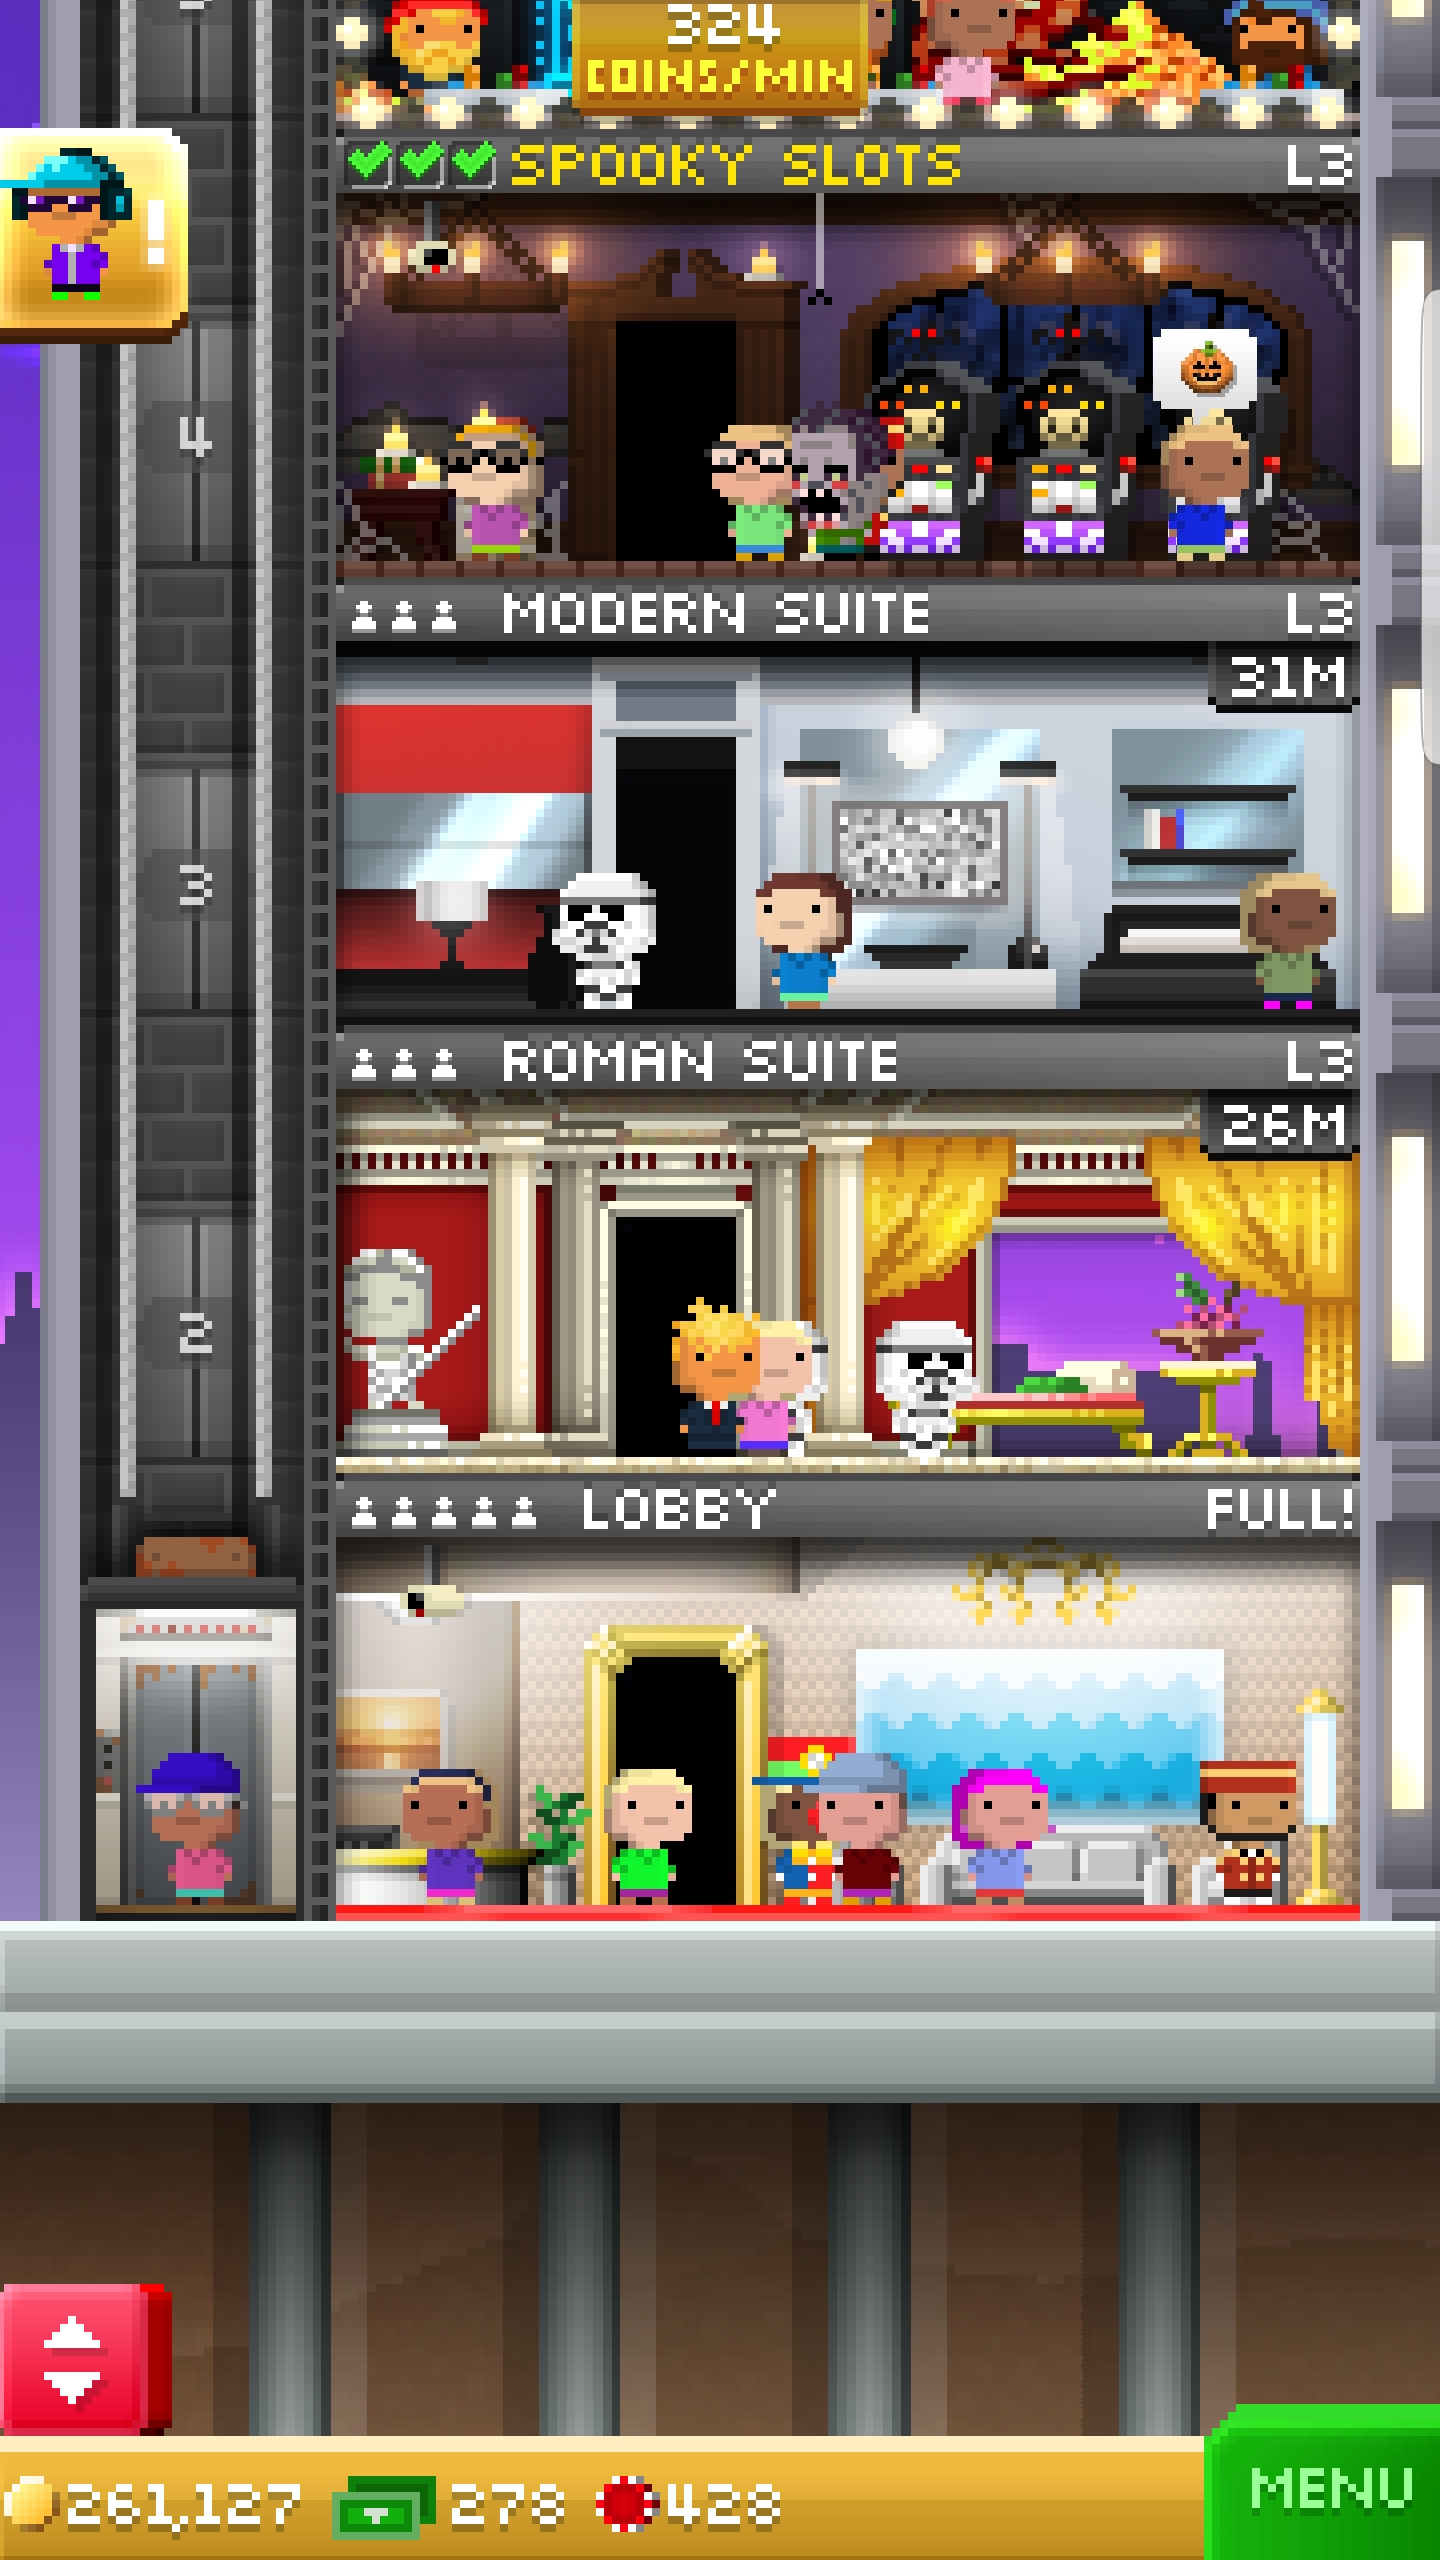 324
COINS/MIN
SPOOKY SLOTS L3
!
4
MODERN SUITE L3
31M
3
ROMAN SUITE L3
26M
2
LOBBY FULL!
261,127 278 428
MENU